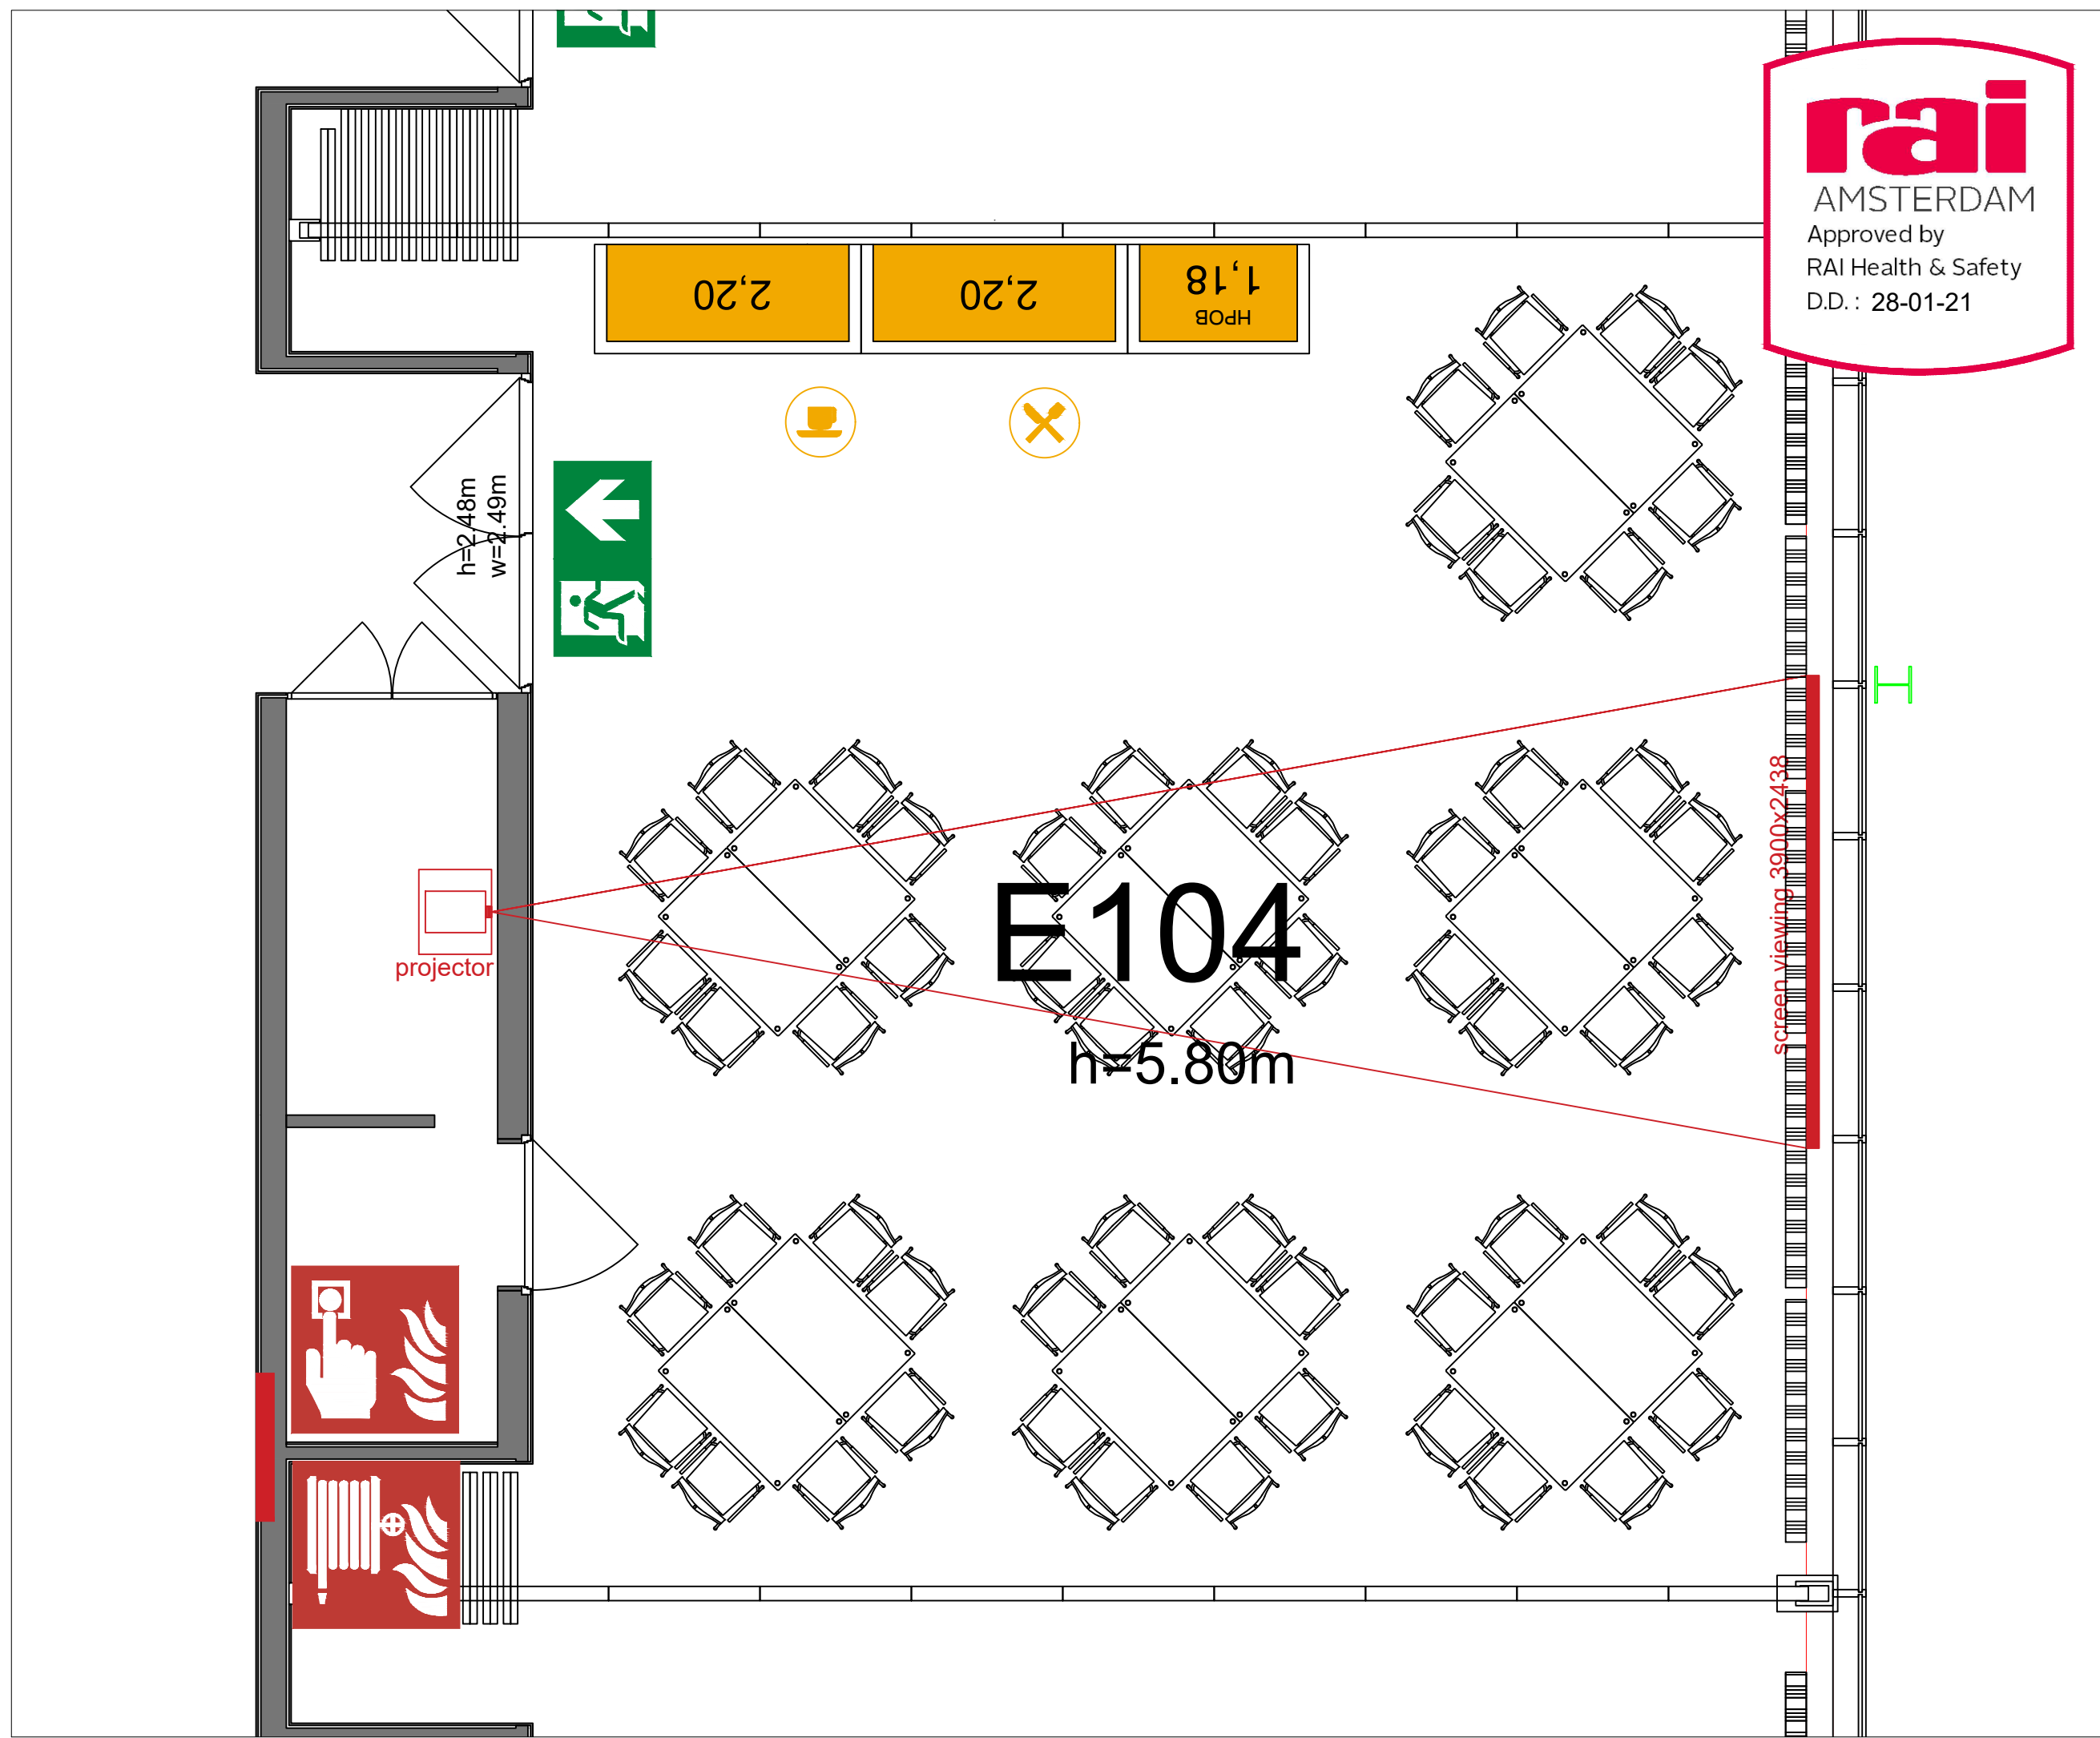 rai
AMSTERDAM
Approved by
RAI Health & Safety
D.D. : 28-01-21
2,20
2,20
1,18
HPOB
h=2.48m
w=2.49m
projector
E104
h=5.80m
screen viewing 3900x2438